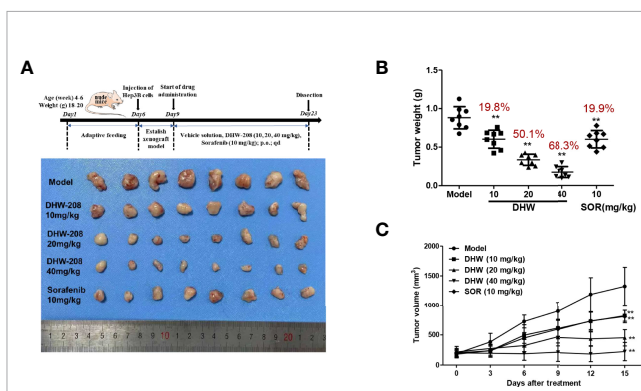 A
Age (week) 4-6
Weight (g) 18-20
nude
mice
Injection of
Hep3B cells
Start of drug
administration
Dissection
Day1
Day6
Day9
Day23
Adaptive feeding
Estalish
xenograft
model
Vehicle solution, DHW-208 (10, 20, 40 mg/kg),
Sorafenib (10 mg/kg); p.o.; qd
Model
DHW-208
10mg/kg
DHW-208
20mg/kg
DHW-208
40mg/kg
Sorafenib
10mg/kg
B
Tumor weight (g)
1.5
1.0
0.5
0.0
19.8%
**
50.1%
**
68.3%
**
19.9%
**
Model
10
20
40
10
DHW
SOR(mg/kg)
C
Tumor volume (mm3)
2000
1500
1000
500
0
Model
DHW (10 mg/kg)
DHW (20 mg/kg)
DHW (40 mg/kg)
SOR (10 mg/kg)
**
**
**
**
0 3 6 9 12 15
Days after treatment